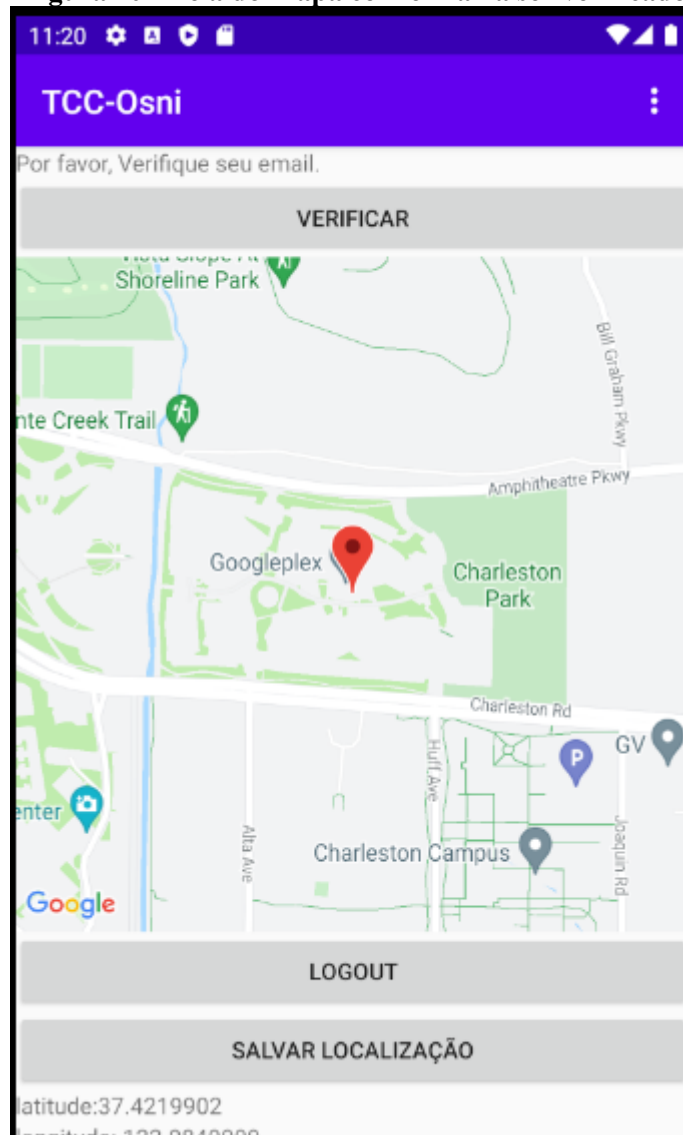 11:20
TCC-Osni
Por favor, Verifique seu email.
VERIFICAR
Shoreline Park
Bill Graham Pkwy
nte Creek Trail
Amphitheatre Pkwy
Googleplex
Charleston
Park
Charleston Rd
GV
P
Huff Ave
enter
Alta Ave
Joaquin Rd
Charleston Campus
Google
LOGOUT
SALVAR LOCALIZAÇÃO
latitude:37.4219902